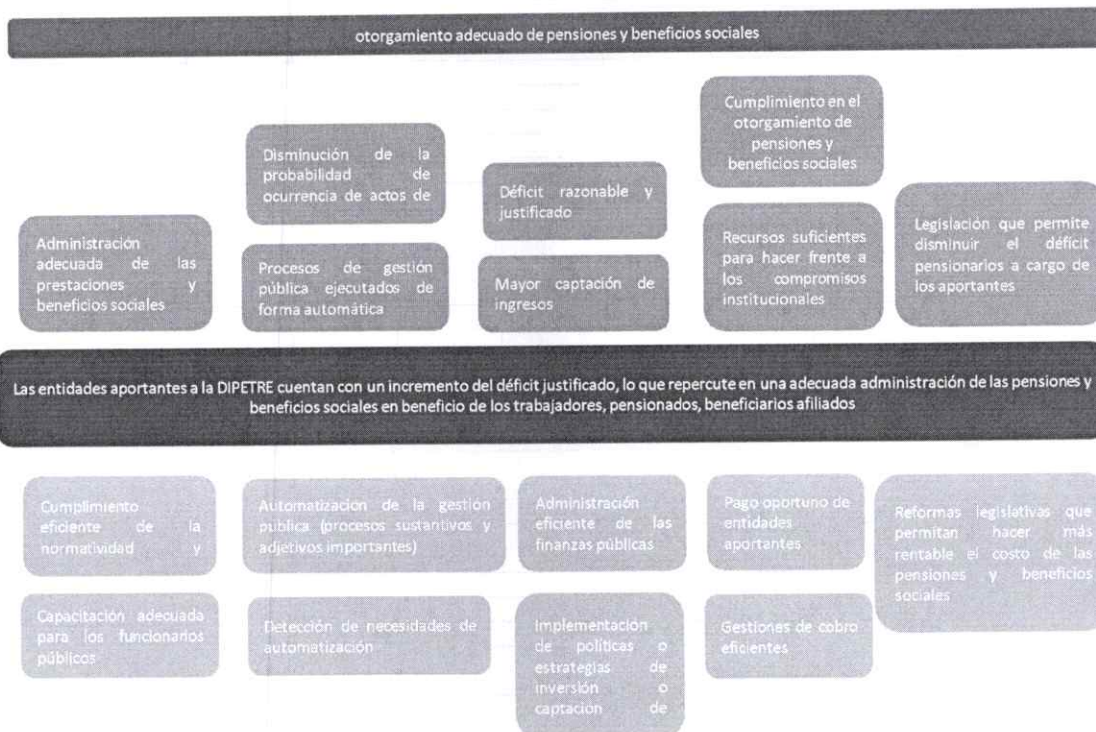 otorgamiento adecuado de pensiones y beneficios sociales
Cumplimiento en el
otorgamiento de
pensiones y
beneficios sociales
Disminución de la
probabilidad de
ocurrencia de actos de
Déficit razonable y
justificado
Administración
adecuada de las
prestaciones y
beneficios sociales
Procesos de gestión
pública ejecutados de
forma automática
Mayor captación de
ingresos
Recursos suficientes
para hacer frente a
los compromisos
institucionales
Legislación que permite
disminuir el déficit
pensionarios a cargo de
los aportantes
Las entidades aportantes a la DIPETRE cuentan con un incremento del déficit justificado, lo que repercute en una adecuada administración de las pensiones y
beneficios sociales en beneficio de los trabajadores, pensionados, beneficiarios afiliados
Cumplimiento
eficiente de la
normatividad y
Automatización de la gestión
pública (procesos sustantivos y
adjetivos importantes)
Administración
eficiente de las
finanzas públicas
Pago oportuno de
entidades
aportantes
Reformas legislativas que
permitan hacer más
rentable el costo de las
pensiones y beneficios
sociales
Capacitación adecuada
para los funcionarios
públicos
Detección de necesidades de
automatización
Implementación
de políticas o
estrategias de
inversión o
captación de
Gestiones de cobro
eficientes